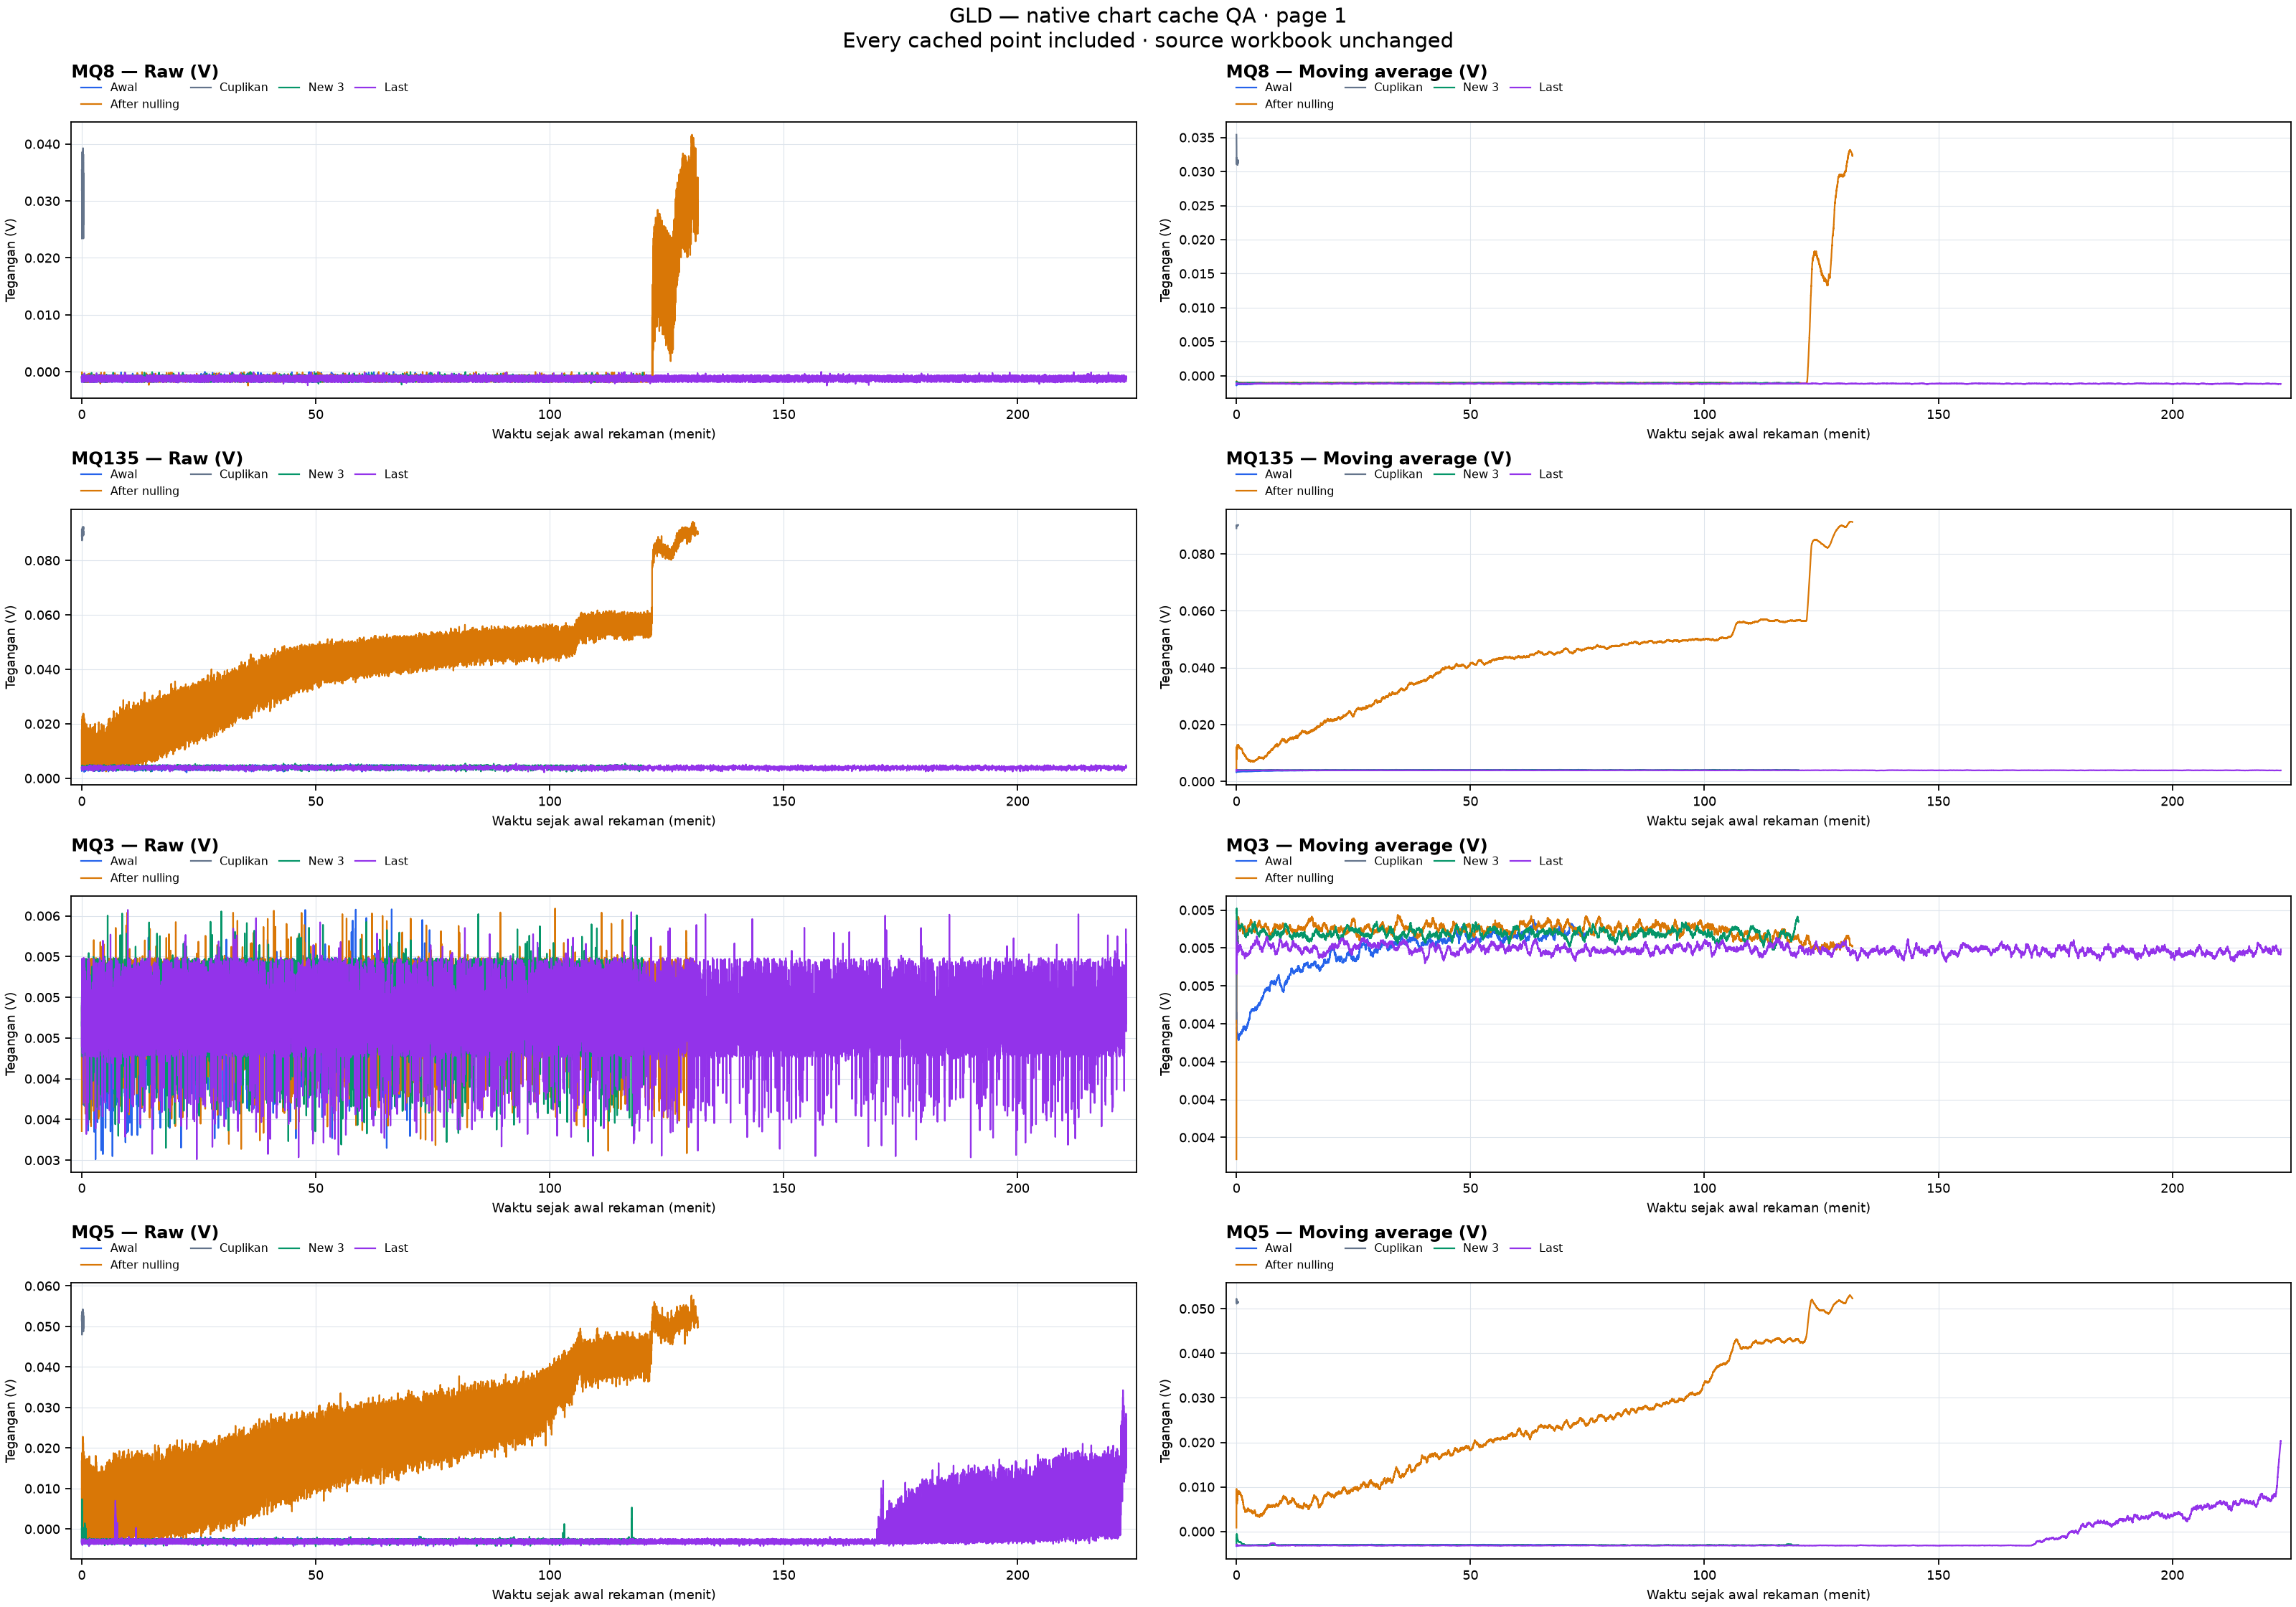 GLD — native chart cache QA · page 1
Every cached point included · source workbook unchanged
MQ8 — Raw (V)
Awal Cuplikan New 3 Last
After nulling
Tegangan (V)
0.040
0.030
0.020
0.010
0.000
0 50 100 150 200
Waktu sejak awal rekaman (menit)
MQ8 — Moving average (V)
Awal Cuplikan New 3 Last
After nulling
Tegangan (V)
0.035
0.030
0.025
0.020
0.015
0.010
0.005
0.000
0 50 100 150 200
Waktu sejak awal rekaman (menit)
MQ135 — Raw (V)
Awal Cuplikan New 3 Last
After nulling
Tegangan (V)
0.080
0.060
0.040
0.020
0.000
0 50 100 150 200
Waktu sejak awal rekaman (menit)
MQ135 — Moving average (V)
Awal Cuplikan New 3 Last
After nulling
Tegangan (V)
0.080
0.060
0.040
0.020
0.000
0 50 100 150 200
Waktu sejak awal rekaman (menit)
MQ3 — Raw (V)
Awal Cuplikan New 3 Last
After nulling
Tegangan (V)
0.006
0.005
0.005
0.005
0.004
0.004
0.003
0 50 100 150 200
Waktu sejak awal rekaman (menit)
MQ3 — Moving average (V)
Awal Cuplikan New 3 Last
After nulling
Tegangan (V)
0.005
0.005
0.005
0.004
0.004
0.004
0.004
0 50 100 150 200
Waktu sejak awal rekaman (menit)
MQ5 — Raw (V)
Awal Cuplikan New 3 Last
After nulling
Tegangan (V)
0.060
0.050
0.040
0.030
0.020
0.010
0.000
0 50 100 150 200
Waktu sejak awal rekaman (menit)
MQ5 — Moving average (V)
Awal Cuplikan New 3 Last
After nulling
Tegangan (V)
0.050
0.040
0.030
0.020
0.010
0.000
0 50 100 150 200
Waktu sejak awal rekaman (menit)